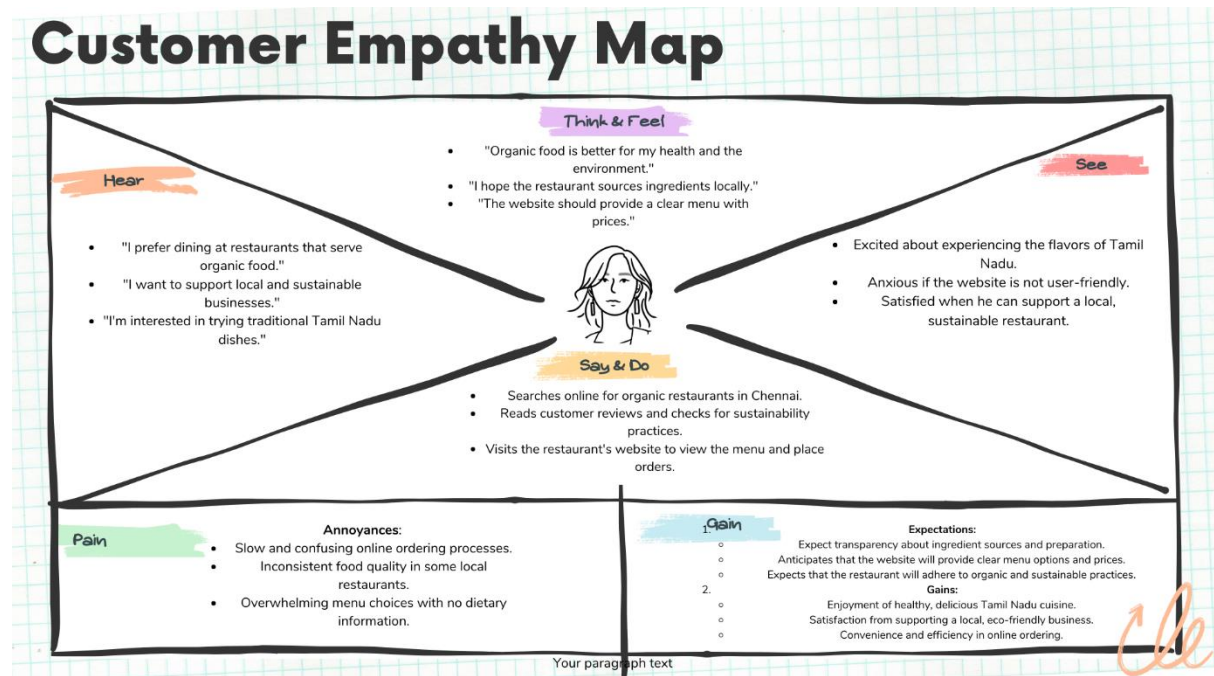 Customer Empathy Map
Think & Feel
• "Organic food is better for my health and the
environment."
• "I hope the restaurant sources ingredients locally."
• "The website should provide a clear menu with
prices."
Hear
• "I prefer dining at restaurants that serve
organic food."
• "I want to support local and sustainable
businesses."
• "I'm interested in trying traditional Tamil Nadu
dishes."
See
• Excited about experiencing the flavors of Tamil
Nadu.
• Anxious if the website is not user-friendly.
• Satisfied when he can support a local,
sustainable restaurant.
Say & Do
• Searches online for organic restaurants in Chennai.
• Reads customer reviews and checks for sustainability
practices.
• Visits the restaurant's website to view the menu and place
orders.
Pain
Annoyances:
• Slow and confusing online ordering processes.
• Inconsistent food quality in some local
restaurants.
• Overwhelming menu choices with no dietary
information.
Gain
1. Expectations:
○ Expect transparency about ingredient sources and preparation.
○ Anticipates that the website will provide clear menu options and prices.
○ Expects that the restaurant will adhere to organic and sustainable practices.
2. Gains:
○ Enjoyment of healthy, delicious Tamil Nadu cuisine.
○ Satisfaction from supporting a local, eco-friendly business.
○ Convenience and efficiency in online ordering.
Your paragraph text